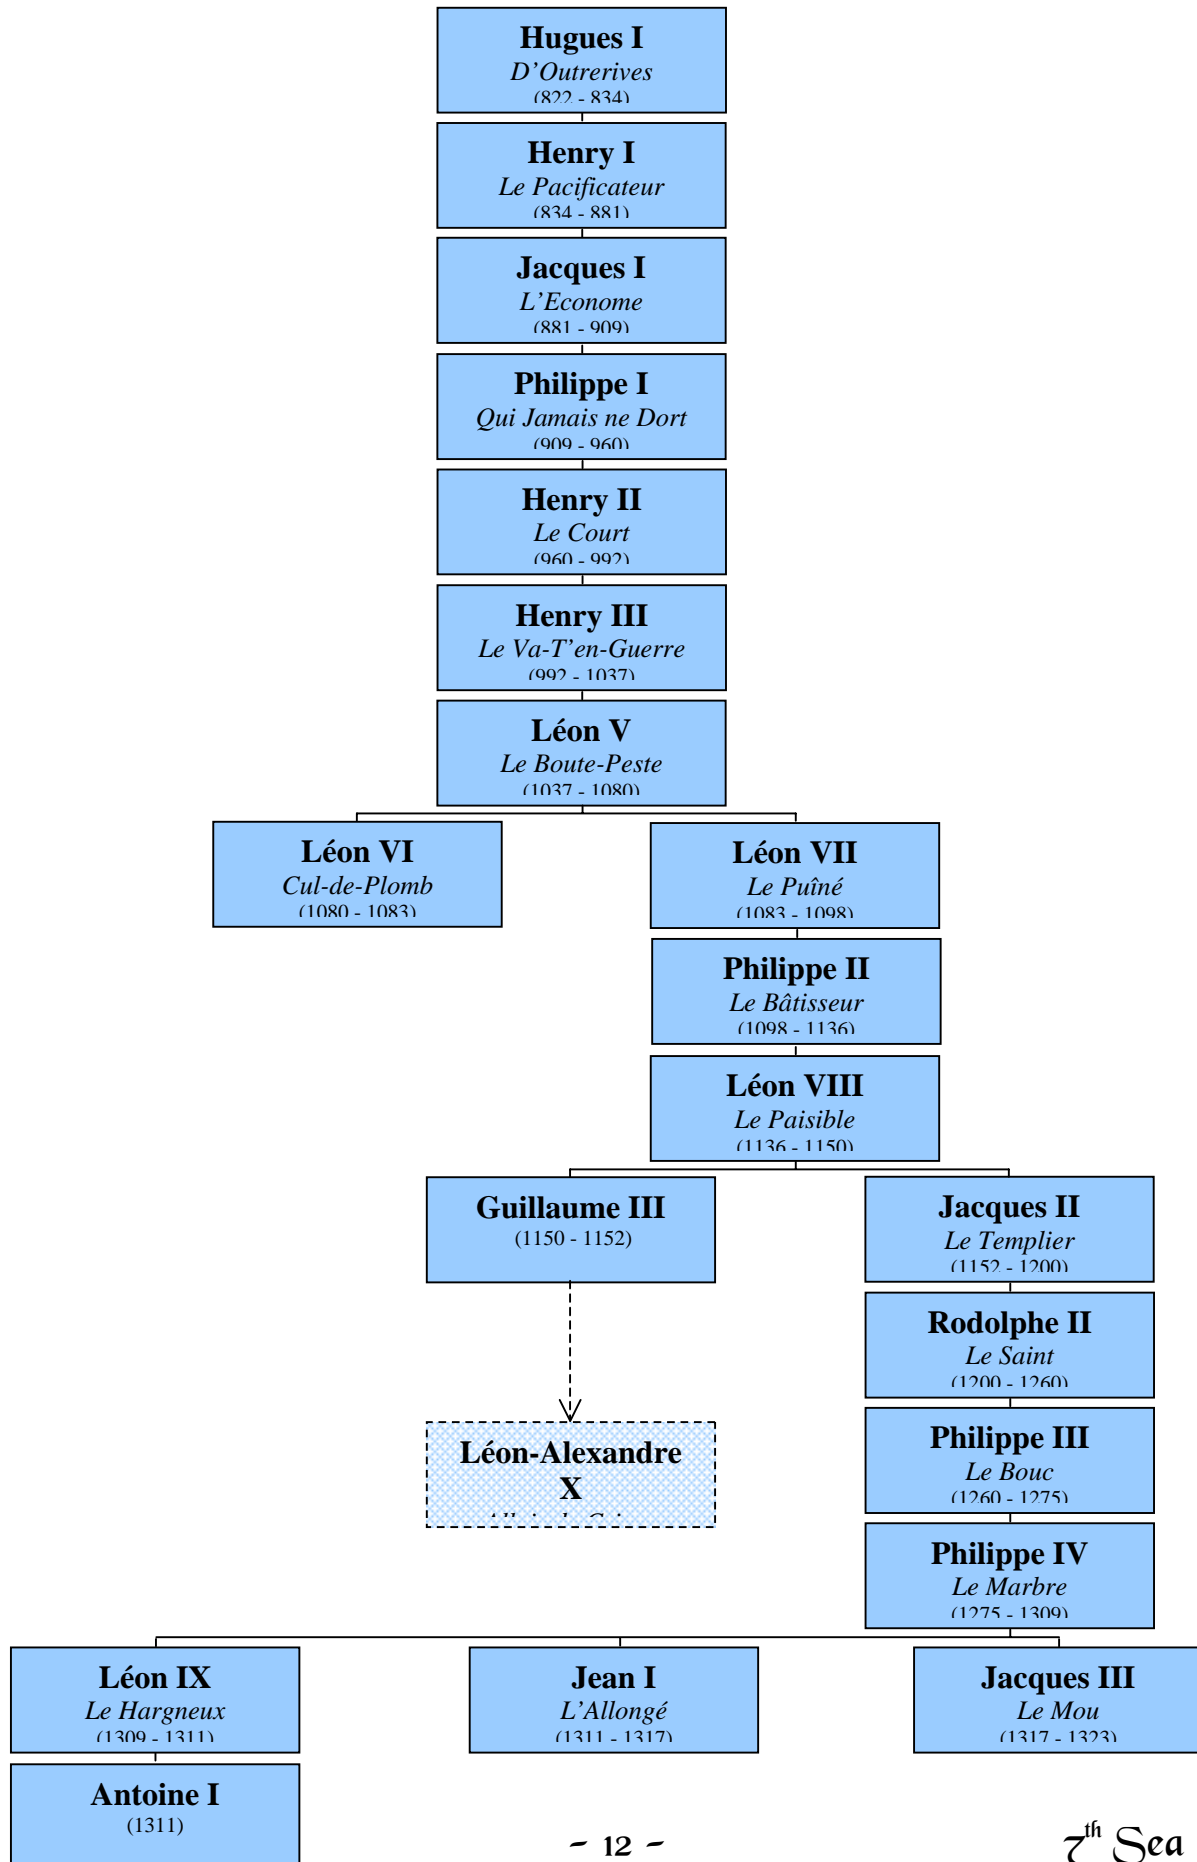 Hugues I
D'Outrerives
(822 - 834)
Henry I
Le Pacificateur
(834 - 881)
Jacques I
L'Econome
(881 - 909)
Philippe I
Qui Jamais ne Dort
(909 - 960)
Henry II
Le Court
(960 - 992)
Henry III
Le Va-T'en-Guerre
(992 - 1037)
Léon V
Le Boute-Peste
(1037 - 1080)
Léon VI
Cul-de-Plomb
(1080 - 1083)
Léon VII
Le Puîné
(1083 - 1098)
Philippe II
Le Bâtisseur
(1098 - 1136)
Léon VIII
Le Paisible
(1136 - 1150)
Guillaume III
(1150 - 1152)
Jacques II
Le Templier
(1152 - 1200)
Rodolphe II
Le Saint
(1200 - 1260)
Léon-Alexandre
X
Philippe III
Le Bouc
(1260 - 1275)
Philippe IV
Le Marbre
(1275 - 1309)
Léon IX
Le Hargneux
(1309 - 1311)
Jean I
L'Allongé
(1311 - 1317)
Jacques III
Le Mou
(1317 - 1323)
Antoine I
(1311)
~ 12 ~
7th Sea